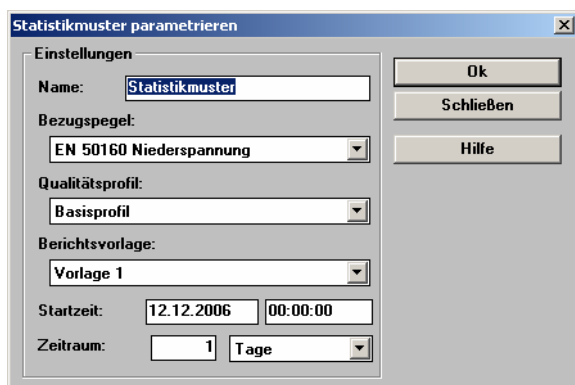 Statistikmuster parametrieren
Einstellungen
Name: Statistikmuster
Bezugspegel:
EN 50160 Niederspannung
Qualitätsprofil:
Basisprofil
Berichtsvorlage:
Vorlage 1
Startzeit: 12.12.2006 00:00:00
Zeitraum: 1 Tage
Ok
Schließen
Hilfe